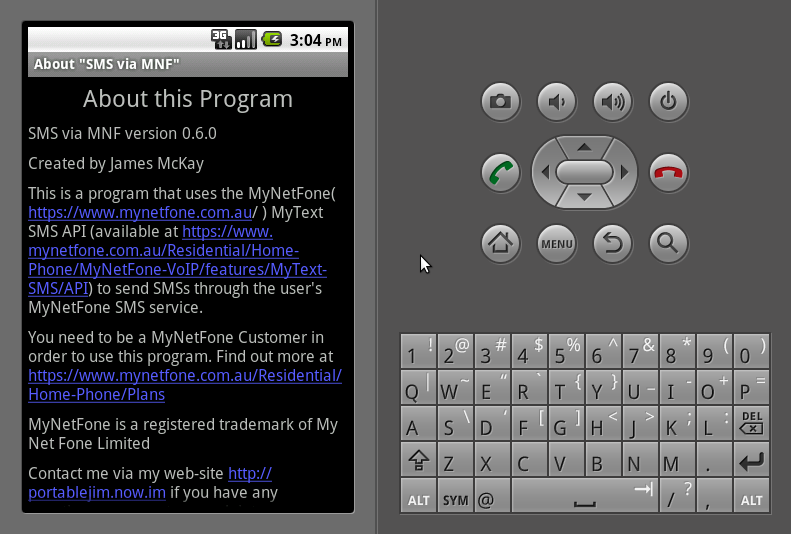 3G 3:04 PM
About "SMS via MNF"
About this Program
SMS via MNF version 0.6.0
Created by James McKay
This is a program that uses the MyNetFone(
https://www.mynetfone.com.au/ ) MyText
SMS API (available at https://www.
mynetfone.com.au/Residential/Home-
Phone/MyNetFone-VoIP/features/MyText-
SMS/API) to send SMSs through the user's
MyNetFone SMS service.
You need to be a MyNetFone Customer in
order to use this program. Find out more at
https://www.mynetfone.com.au/Residential/
Home-Phone/Plans
MyNetFone is a registered trademark of My
Net Fone Limited
Contact me via my web-site http://
portablejim.now.im if you have any
MENU
1 ! 2 @ 3 # 4 $ 5 % 6 ^ 7 & 8 * 9 ( 0 )
Q | W ~ E “ R ` T { Y } U _ I - O + P =
A S \ D ‘ F [ G ] H < J > K ; L : DEL
Z X C V B N M .
ALT SYM @ / ? , ALT